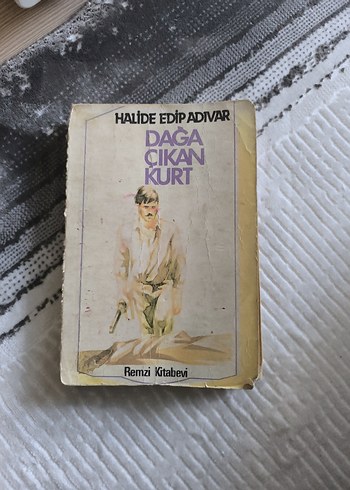 HALİDE EDİP ADIVAR
DAĞA
ÇIKAN
KURT
Remzi Kitabevi